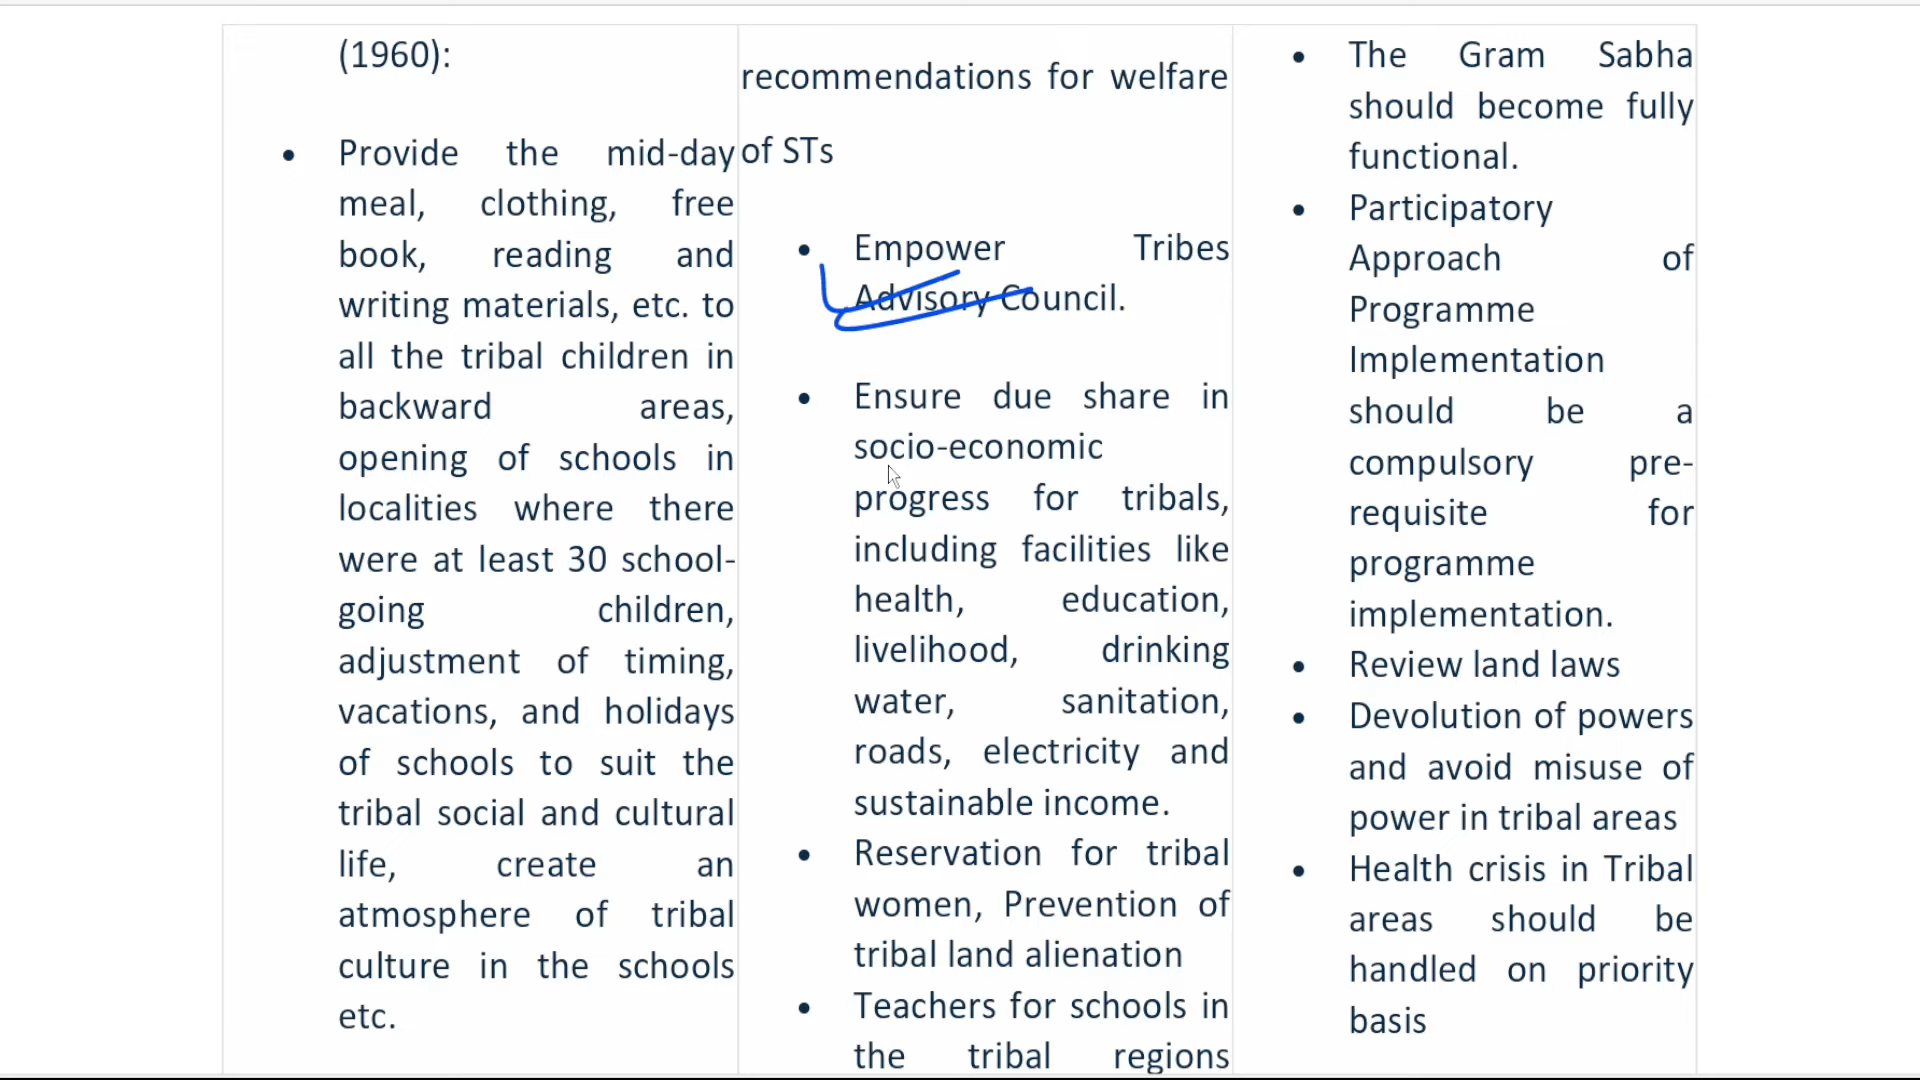 (1960):
Provide the mid-day
meal, clothing, free
book, reading and
writing materials, etc. to
all the tribal children in
backward areas,
opening of schools in
localities where there
were at least 30 school-
going children,
adjustment of timing,
vacations, and holidays
of schools to suit the
tribal social and cultural
life, create an
atmosphere of tribal
culture in the schools
etc.
recommendations for welfare
of STs
Empower Tribes
Advisory Council.
Ensure due share in
socio-economic
progress for tribals,
including facilities like
health, education,
livelihood, drinking
water, sanitation,
roads, electricity and
sustainable income.
Reservation for tribal
women, Prevention of
tribal land alienation
Teachers for schools in
the tribal regions
The Gram Sabha
should become fully
functional.
Participatory
Approach of
Programme
Implementation
should be a
compulsory pre-
requisite for
programme
implementation.
Review land laws
Devolution of powers
and avoid misuse of
power in tribal areas
Health crisis in Tribal
areas should be
handled on priority
basis